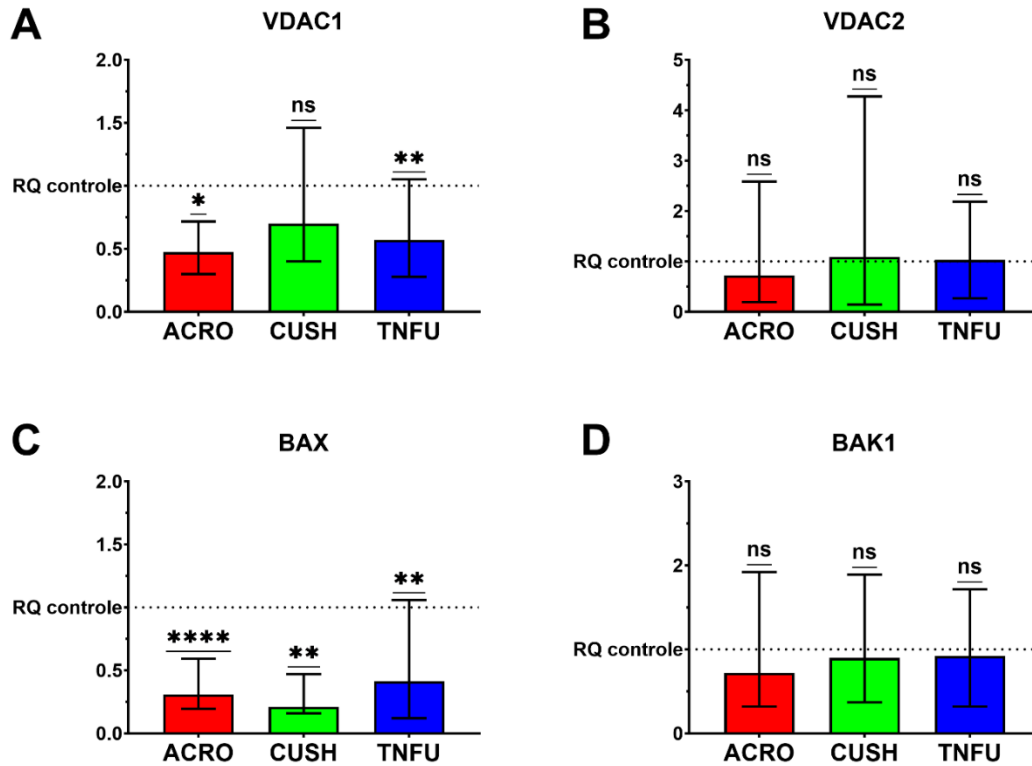 A
VDAC1
2.0
1.5
RQ controle
0.5
0.0
*
ns
**
ACRO CUSH TNFU
B
VDAC2
5
4
3
2
RQ controle
0
ns
ns
ns
ACRO CUSH TNFU
C
BAX
2.0
1.5
RQ controle
0.5
0.0
****
**
**
ACRO CUSH TNFU
D
BAK1
3
2
RQ controle
0
ns
ns
ns
ACRO CUSH TNFU